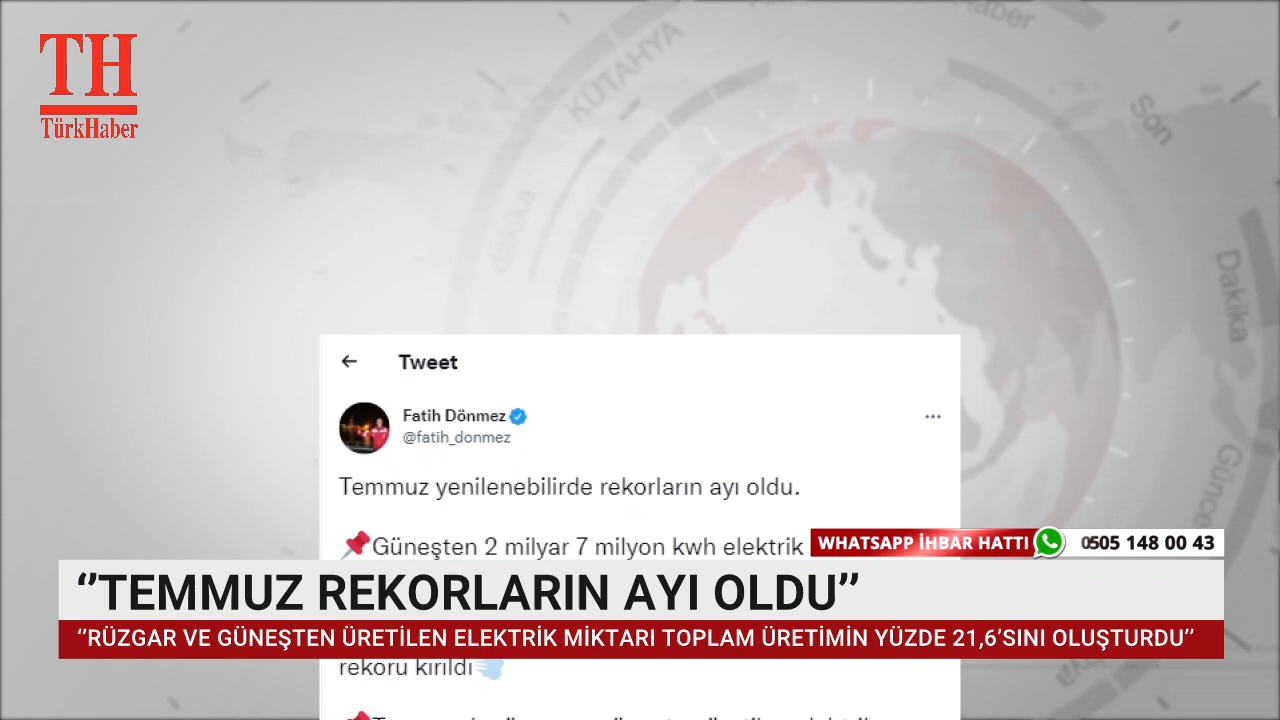 TH
TürkHaber
KÜTAHYA
Haber
Son
dakika
Dakika
Tweet
Fatih Dönmez
@fatih_donmez
Temmuz yenilenebilirde rekorların ayı oldu.
📌Güneşten 2 milyar 7 milyon kwh elektrik
WHATSAPP İHBAR HATTI
0505 148 00 43
‘’TEMMUZ REKORLARIN AYI OLDU’’
‘’RÜZGAR VE GÜNEŞTEN ÜRETİLEN ELEKTRİK MİKTARI TOPLAM ÜRETİMİN YÜZDE 21,6’SINI OLUŞTURDU’’
rekoru kırıldı💨